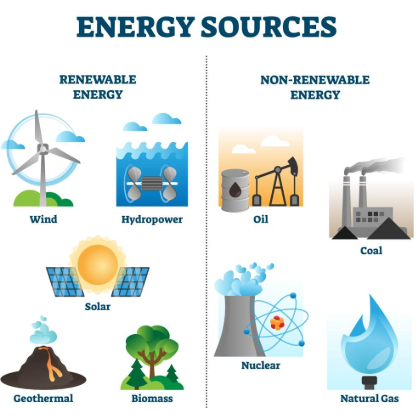 ENERGY SOURCES
RENEWABLE
ENERGY
Wind
Hydropower
Solar
Geothermal
Biomass
NON-RENEWABLE
ENERGY
Oil
Coal
Nuclear
Natural Gas